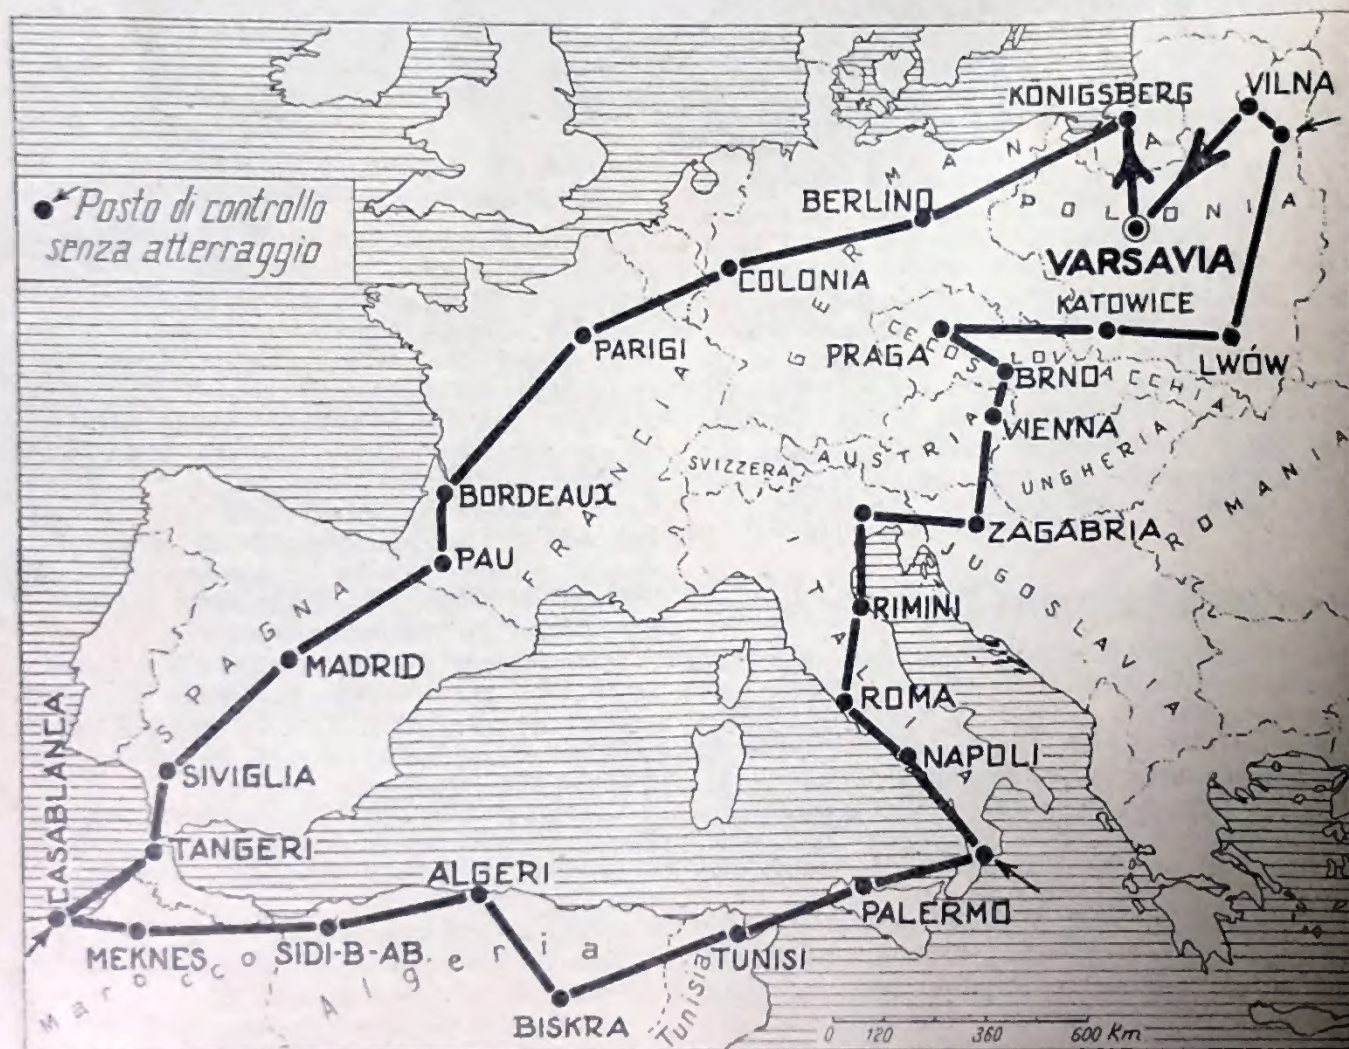 Posto di controllo
senza atterraggio
KÖNIGSBERG
VILNA
BERLINO
POLONIA
VARSAVIA
COLONIA
GERMANIA
KATOWICE
PARIGI
PRAGA
CECOSLOVACCHIA
BRNO
LWÓW
VIENNA
SVIZZERA
AUSTRIA
UNGHERIA
ROMANIA
BORDEAUX
FRANCIA
ZAGABRIA
PAU
JUGOSLAVIA
ITALIA
RIMINI
SPAGNA
MADRID
ROMA
NAPOLI
SIVIGLIA
CASABLANCA
TANGERI
ALGERI
PALERMO
MEKNES
SIDI-B-AB.
TUNISI
Marocco
Algeria
Tunisia
BISKRA
0 120 360 600 Km